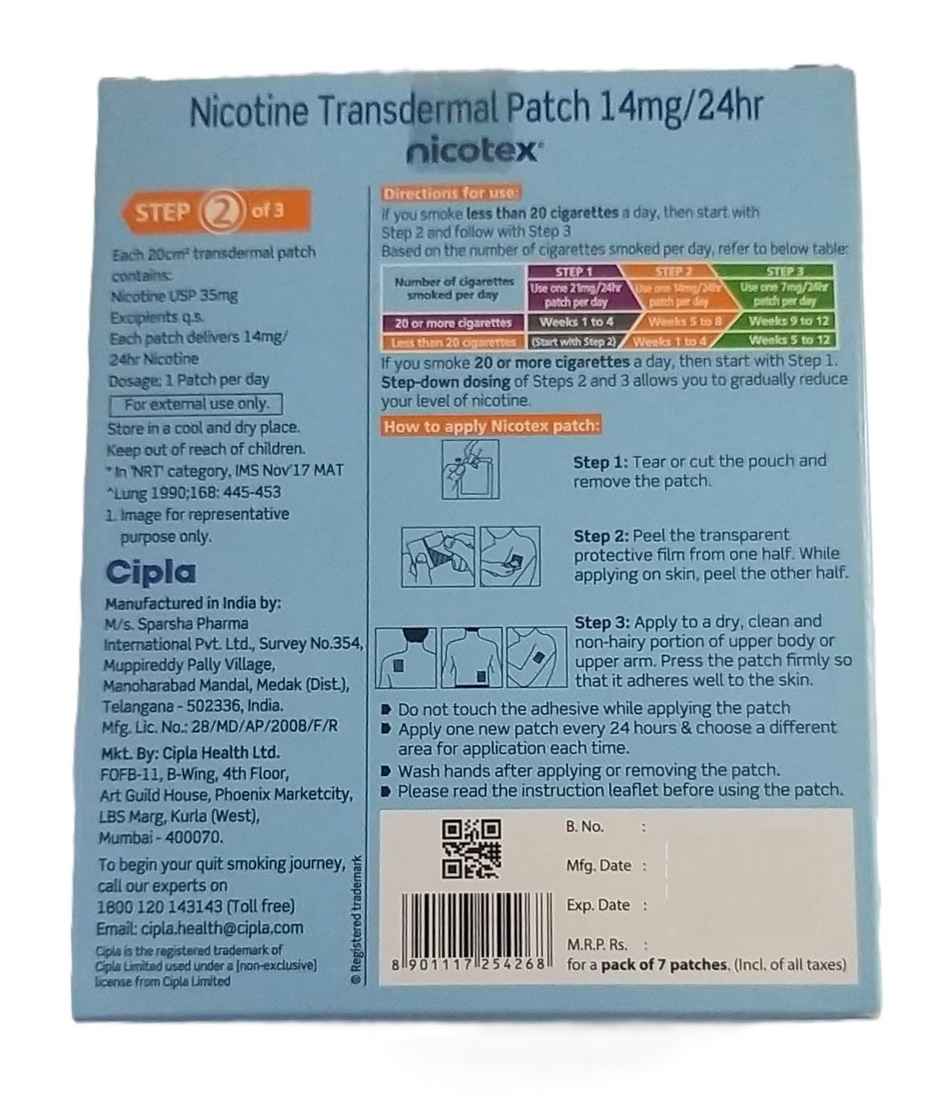 Nicotine Transdermal Patch 14mg/24hr
nicotex®
STEP 2 of 3
Each 20cm² transdermal patch
contains:
Nicotine USP 35mg
Excipients q.s.
Each patch delivers 14mg/
24hr Nicotine
Dosage: 1 Patch per day
For external use only.
Store in a cool and dry place.
Keep out of reach of children.
*In 'NRT' category, IMS Nov'17 MAT
^Lung 1990;168: 445-453
1. Image for representative
purpose only.
Cipla
Manufactured in India by:
M/s. Sparsha Pharma
International Pvt. Ltd., Survey No.354,
Muppireddy Pally Village,
Manoharabad Mandal, Medak (Dist.),
Telangana - 502336, India.
Mfg. Lic. No.: 28/MD/AP/2008/F/R
Mkt. By: Cipla Health Ltd.
FOFB-11, B-Wing, 4th Floor,
Art Guild House, Phoenix Marketcity,
LBS Marg, Kurla (West),
Mumbai - 400070.
To begin your quit smoking journey,
call our experts on
1800 120 143143 (Toll free)
Email: cipla.health@cipla.com
Cipla is the registered trademark of
Cipla Limited used under a [non-exclusive]
license from Cipla Limited
® Registered trademark
Directions for use:
If you smoke less than 20 cigarettes a day, then start with
Step 2 and follow with Step 3
Based on the number of cigarettes smoked per day, refer to below table:
Number of cigarettes
smoked per day
STEP 1
Use one 21mg/24hr
patch per day
STEP 2
Use one 14mg/24hr
patch per day
STEP 3
Use one 7mg/24hr
patch per day
20 or more cigarettes Weeks 1 to 4 Weeks 5 to 8 Weeks 9 to 12
Less than 20 cigarettes (Start with Step 2) Weeks 1 to 4 Weeks 5 to 12
If you smoke 20 or more cigarettes a day, then start with Step 1.
Step-down dosing of Steps 2 and 3 allows you to gradually reduce
your level of nicotine.
How to apply Nicotex patch:
Step 1: Tear or cut the pouch and
remove the patch.
Step 2: Peel the transparent
protective film from one half. While
applying on skin, peel the other half.
Step 3: Apply to a dry, clean and
non-hairy portion of upper body or
upper arm. Press the patch firmly so
that it adheres well to the skin.
Do not touch the adhesive while applying the patch
Apply one new patch every 24 hours & choose a different
area for application each time.
Wash hands after applying or removing the patch.
Please read the instruction leaflet before using the patch.
B. No. :
Mfg. Date :
Exp. Date :
M.R.P. Rs. :
for a pack of 7 patches. (Incl. of all taxes)
8 901117 254268